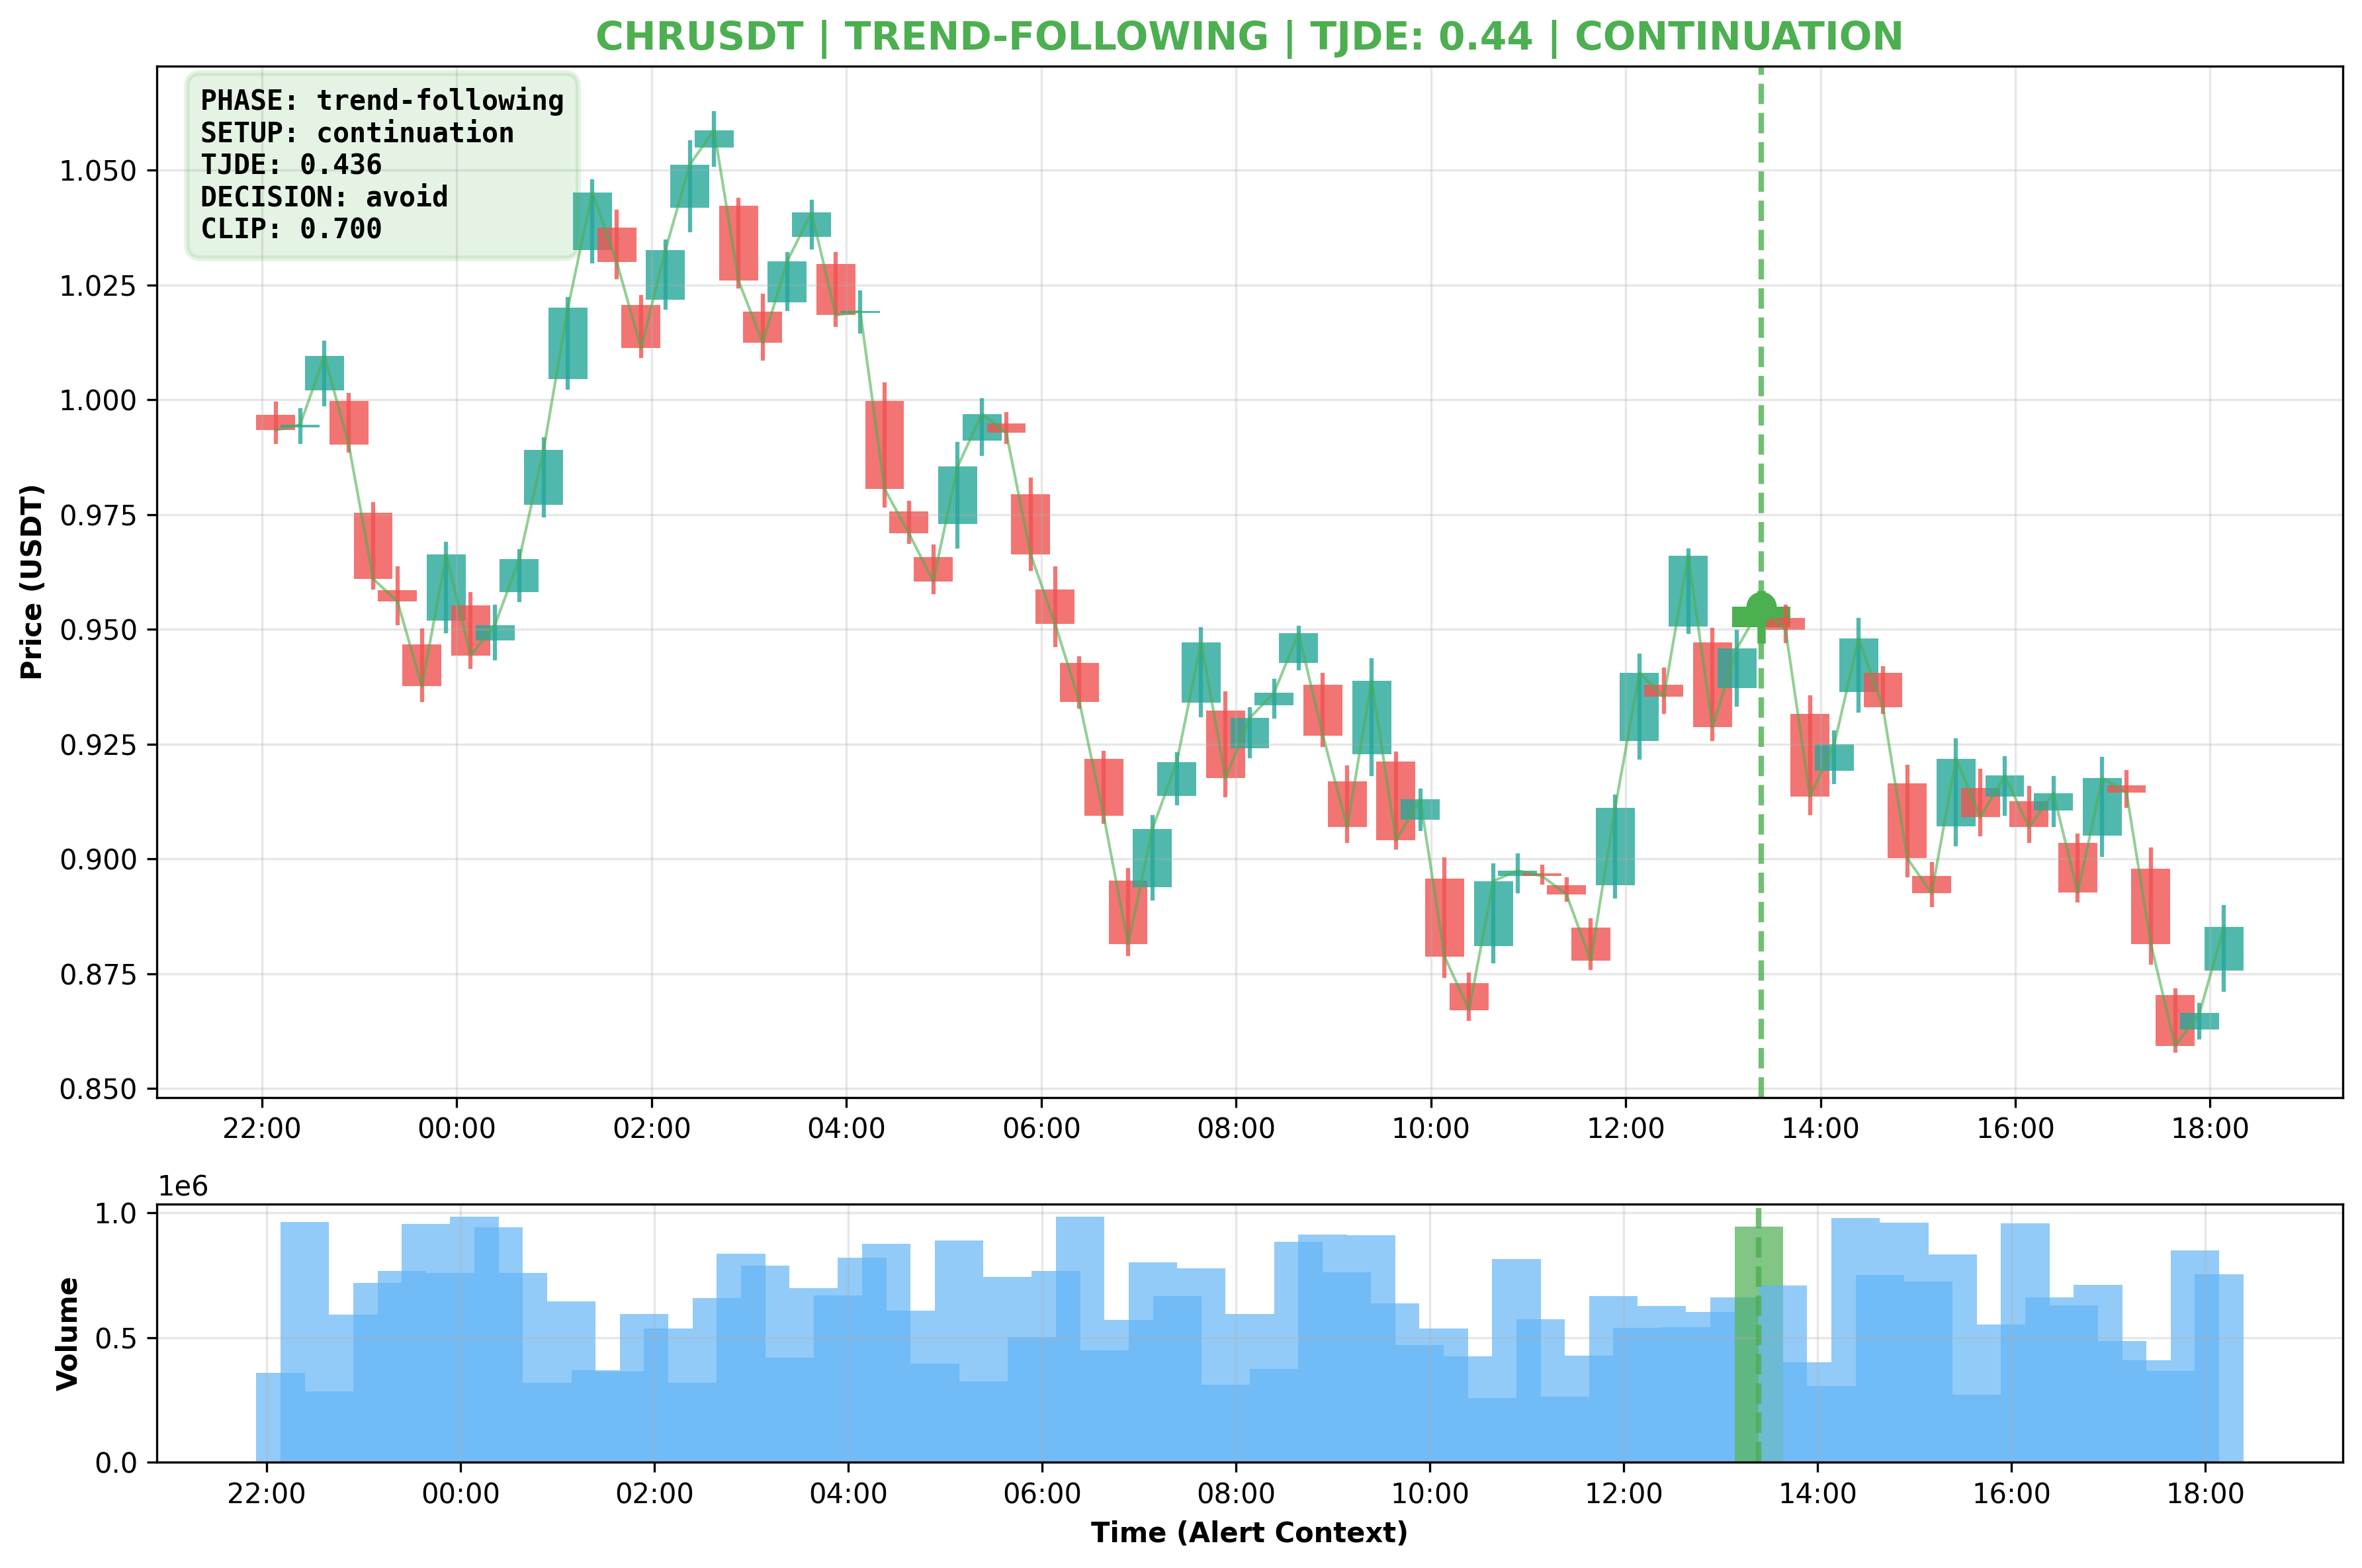 CHRUSDT | TREND-FOLLOWING | TJDE: 0.44 | CONTINUATION
PHASE: trend-following
SETUP: continuation
TJDE: 0.436
DECISION: avoid
CLIP: 0.700
Price (USDT)
1.050
1.025
1.000
0.975
0.950
0.925
0.900
0.875
0.850
22:00 00:00 02:00 04:00 06:00 08:00 10:00 12:00 14:00 16:00 18:00
1e6
Volume
1.0
0.5
0.0
22:00 00:00 02:00 04:00 06:00 08:00 10:00 12:00 14:00 16:00 18:00
Time (Alert Context)